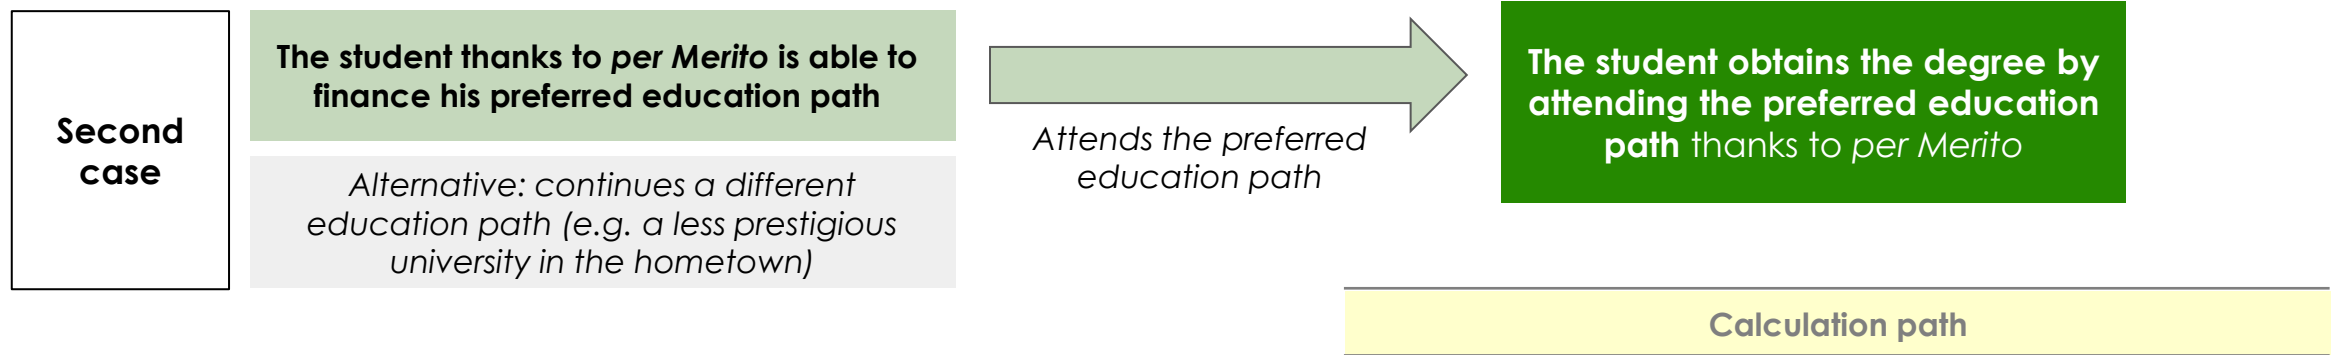 Second
case
The student thanks to per Merito is able to
finance his preferred education path
Alternative: continues a different
education path (e.g. a less prestigious
university in the hometown)
Attends the preferred
education path
The student obtains the degree by
attending the preferred education
path thanks to per Merito
Calculation path